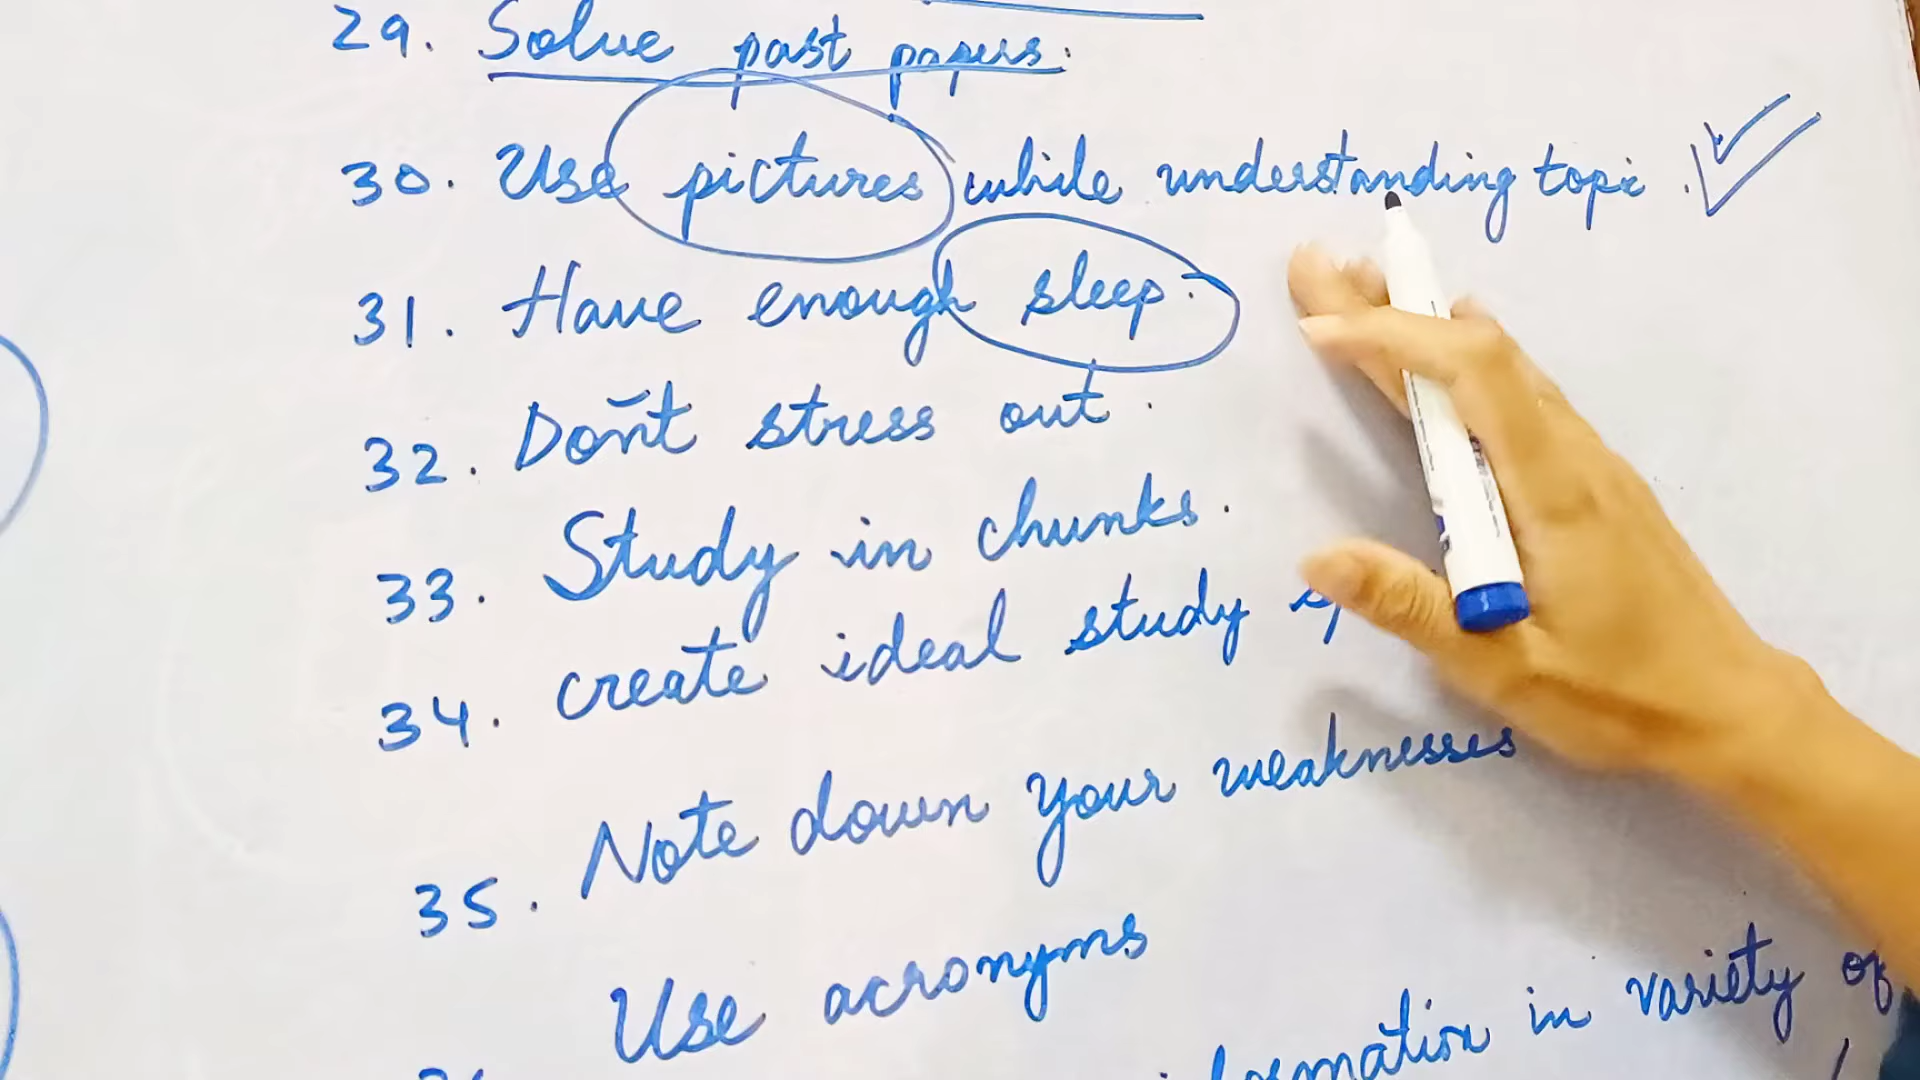 29. Solve past papers.
30. Use pictures while understanding topic.
31. Have enough sleep.
32. Don't stress out.
33. Study in chunks.
34. create ideal study
35. Note down your weaknesses
Use acronyms
in variety of